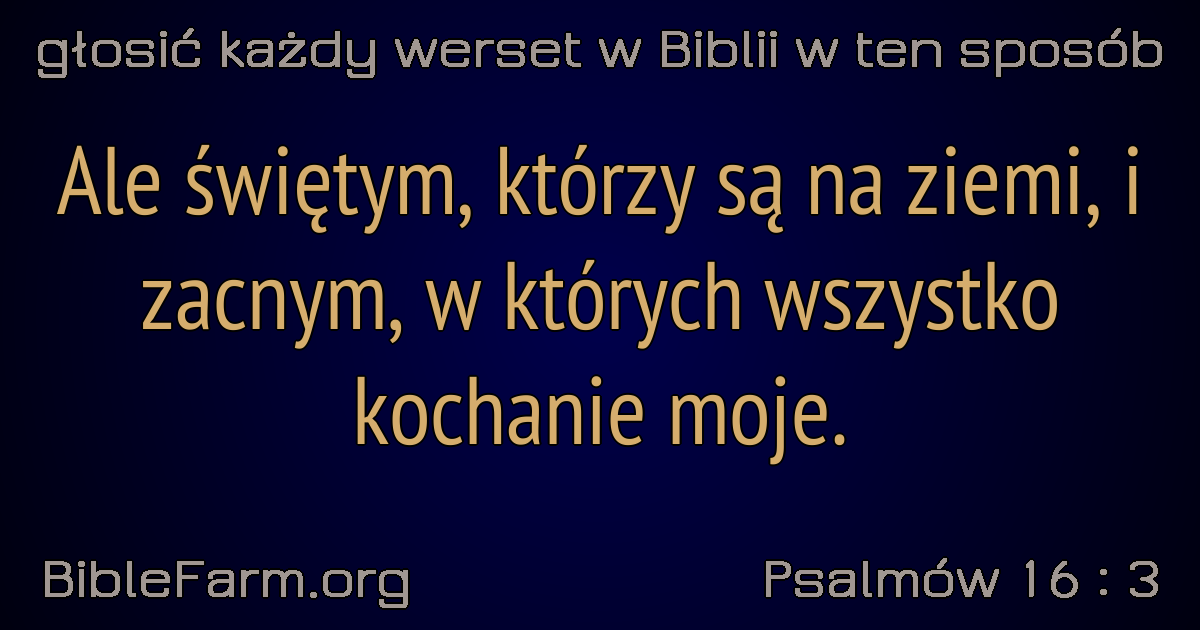 głosić każdy werset w Biblii w ten sposób
Ale świętym, którzy są na ziemi, i
zacnym, w których wszystko
kochanie moje.
BibleFarm.org
Psalmów 16 : 3